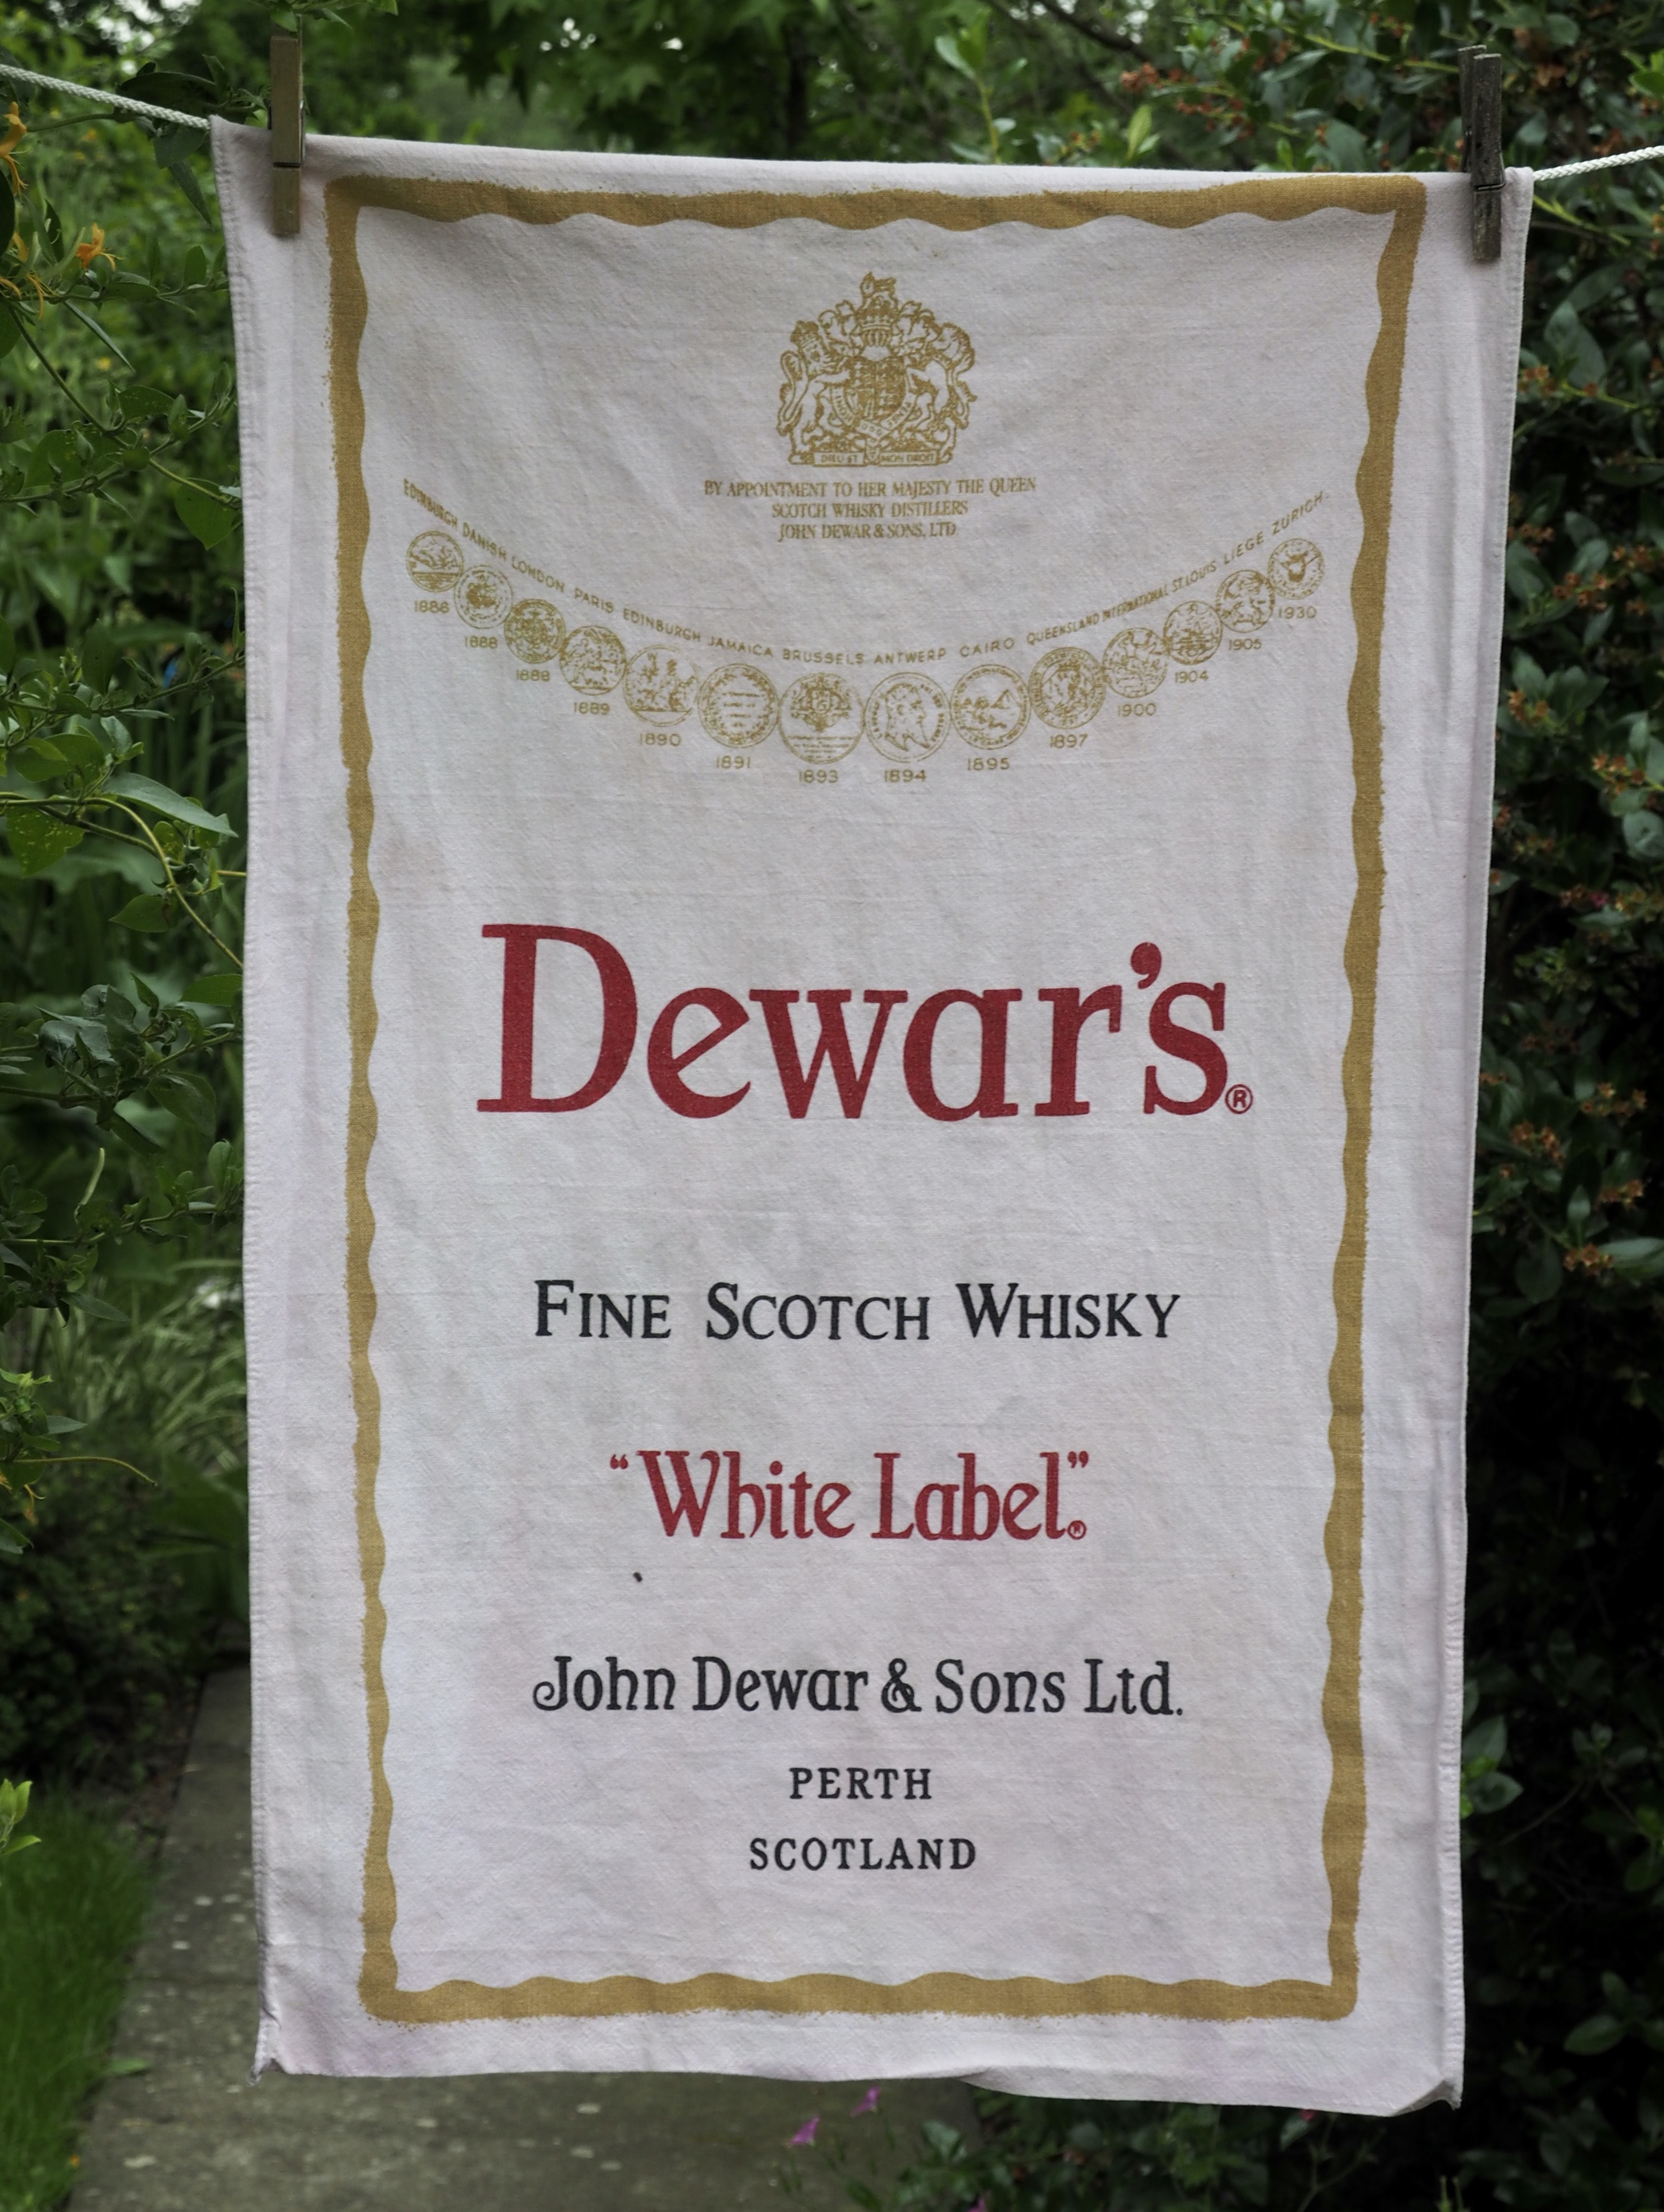 DIEU ET MON DROIT
BY APPOINTMENT TO HER MAJESTY THE QUEEN
SCOTCH WHISKY DISTILLERS
JOHN DEWAR & SONS, LTD
EDINBURGH DANISH LONDON PARIS EDINBURGH JAMAICA BRUSSELS ANTWERP CAIRO QUEENSLAND INTERNATIONAL ST.LOUIS LIEGE ZURICH.
1886 1888 1888 1889 1890 1891 1893 1894 1895 1897 1900 1904 1905 1930
Dewar's®
FINE SCOTCH WHISKY
“White Label.”®
John Dewar & Sons Ltd.
PERTH
SCOTLAND